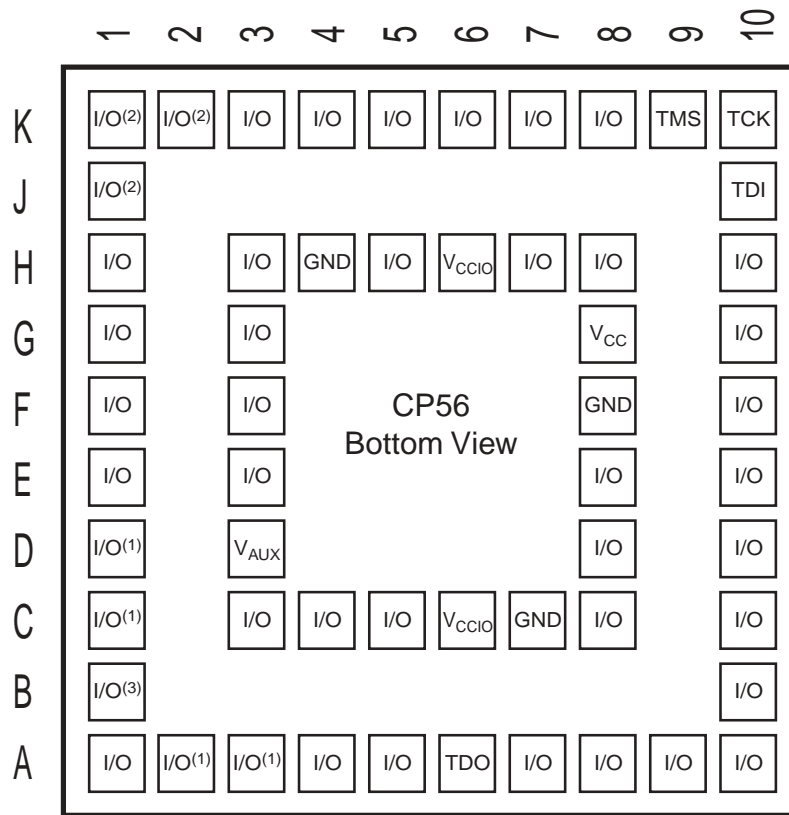 1 2 3 4 5 6 7 8 9 10
K I/O(2) I/O(2) I/O I/O I/O I/O I/O I/O TMS TCK
J I/O(2) TDI
H I/O I/O GND I/O VCCIO I/O I/O I/O
G I/O I/O VCC I/O
F I/O I/O CP56 GND I/O
Bottom View
E I/O I/O I/O I/O
D I/O(1) VAUX I/O I/O
C I/O(1) I/O I/O I/O VCCIO GND I/O I/O
B I/O(3) I/O
A I/O I/O(1) I/O(1) I/O I/O TDO I/O I/O I/O I/O